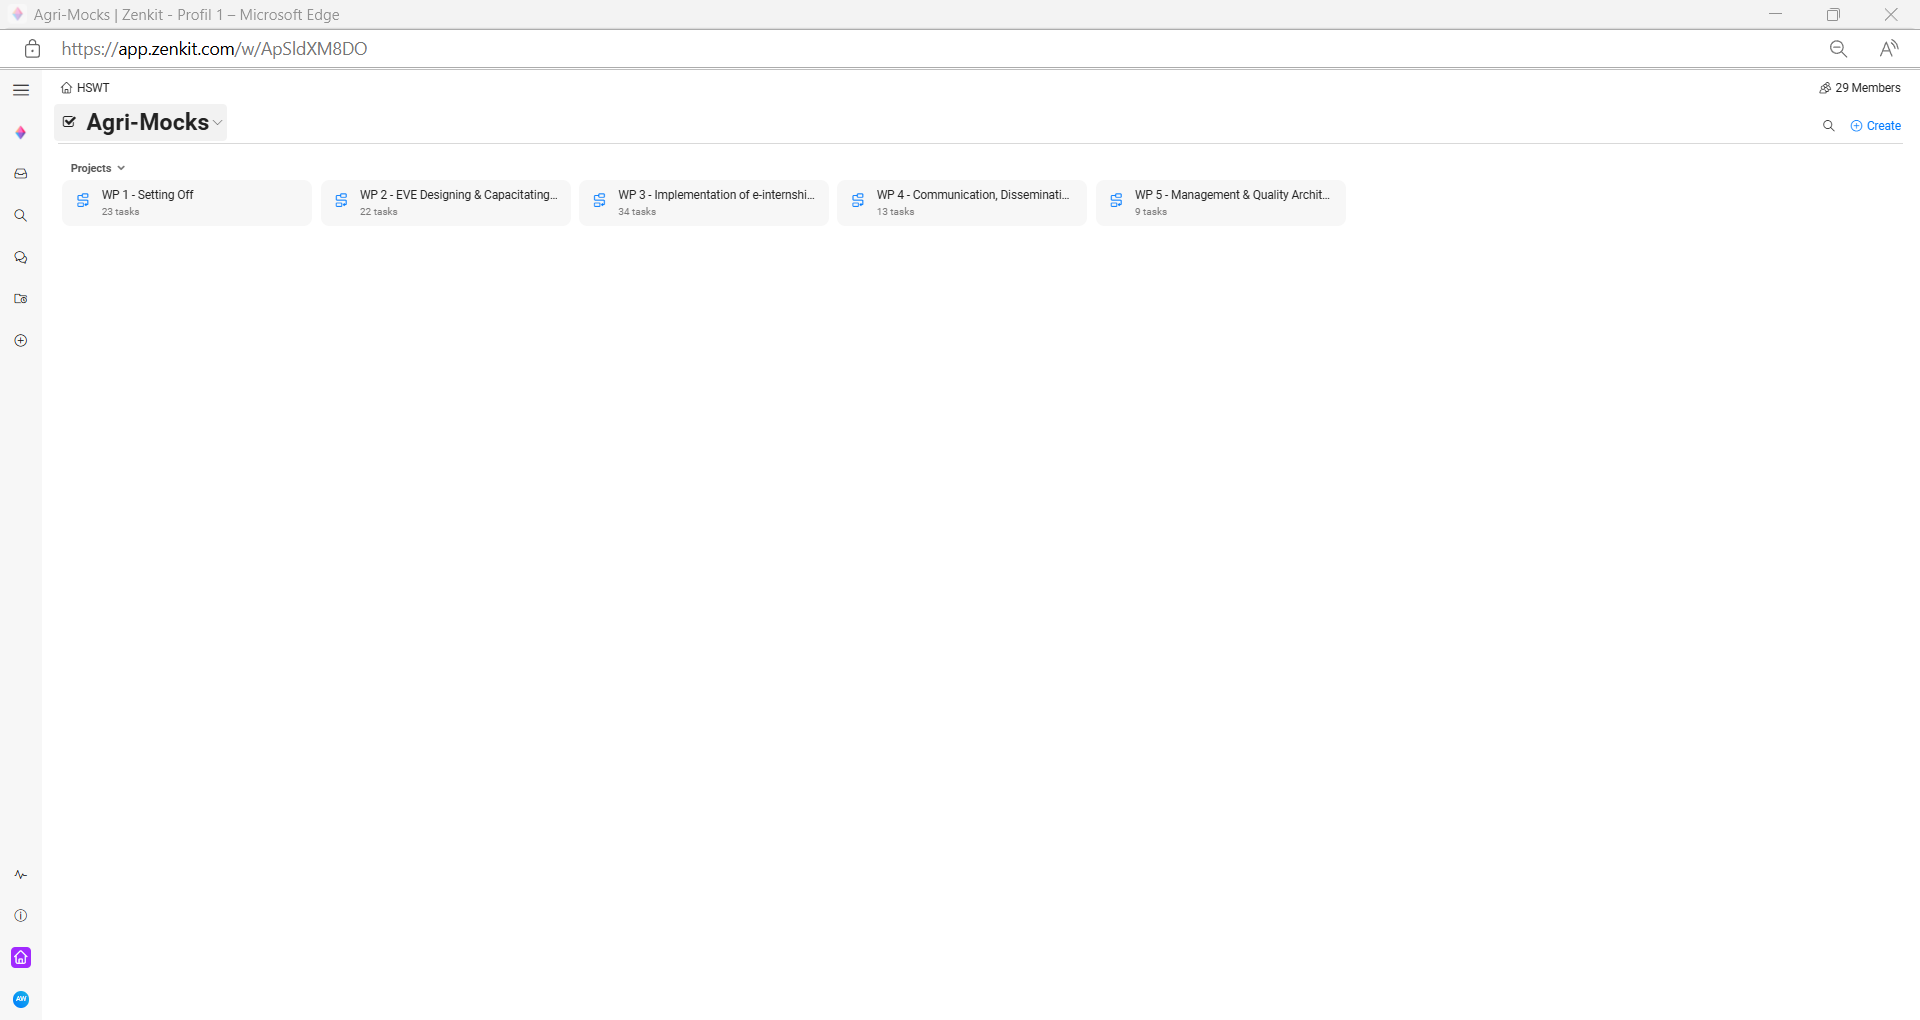 Agri-Mocks | Zenkit - Profil 1 – Microsoft Edge
https://app.zenkit.com/w/ApSldXM8DO
HSWT
29 Members
Agri-Mocks
Create
Projects
WP 1 - Setting Off
23 tasks
WP 2 - EVE Designing & Capacitating...
22 tasks
WP 3 - Implementation of e-internshi...
34 tasks
WP 4 - Communication, Disseminati...
13 tasks
WP 5 - Management & Quality Archit...
9 tasks
AW